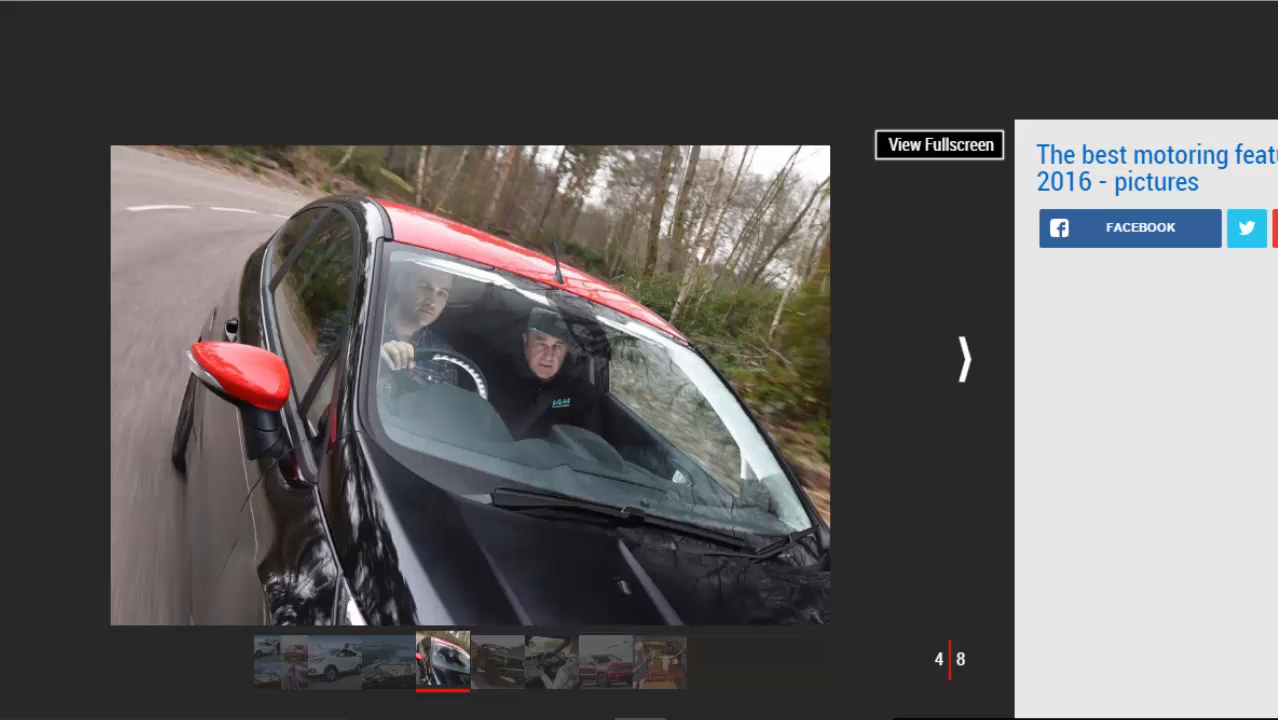 View Fullscreen
The best motoring featu
2016 - pictures
FACEBOOK
4 8